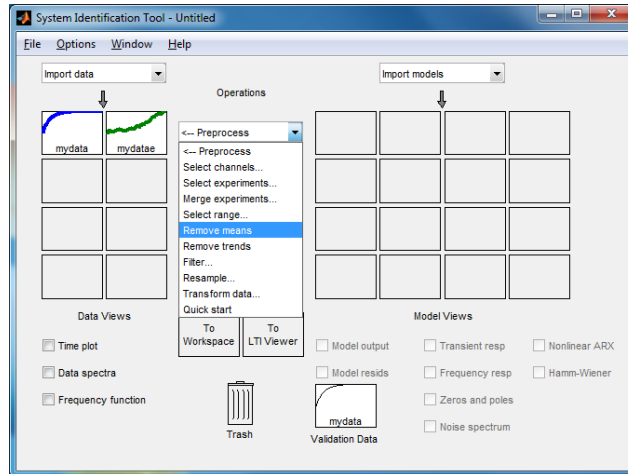 System Identification Tool - Untitled
File Options Window Help
Import data
Import models
Operations
<-- Preprocess
mydata
mydatae
<-- Preprocess
Select channels...
Select experiments...
Merge experiments...
Select range...
Remove means
Remove trends
Filter...
Resample...
Transform data...
Quick start
Data Views
Model Views
To Workspace
To LTI Viewer
Time plot
Data spectra
Frequency function
Model output
Transient resp
Nonlinear ARX
Model resids
Frequency resp
Hamm-Wiener
Zeros and poles
Noise spectrum
Trash
mydata
Validation Data